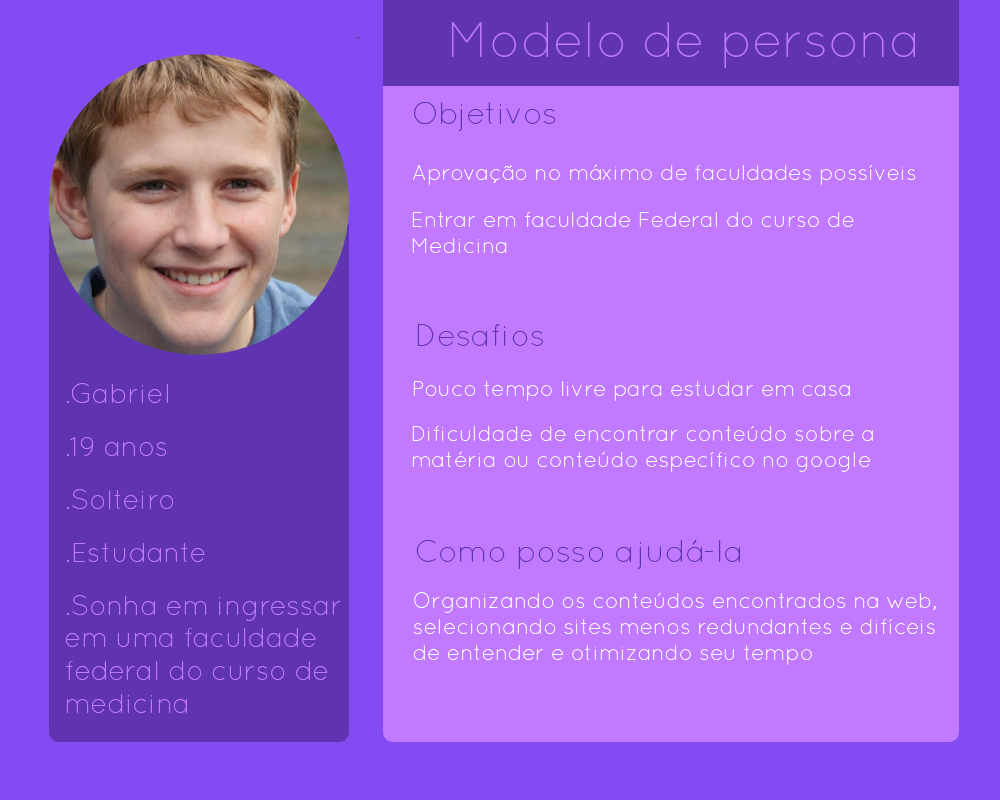 Modelo de persona
Objetivos
Aprovação no máximo de faculdades possíveis
Entrar em faculdade Federal do curso de
Medicina
Desafios
Pouco tempo livre para estudar em casa
Dificuldade de encontrar conteúdo sobre a
matéria ou conteúdo específico no google
Como posso ajudá-la
Organizando os conteúdos encontrados na web,
selecionando sites menos redundantes e difíceis
de entender e otimizando seu tempo
.Gabriel
.19 anos
.Solteiro
.Estudante
.Sonha em ingressar
em uma faculdade
federal do curso de
medicina